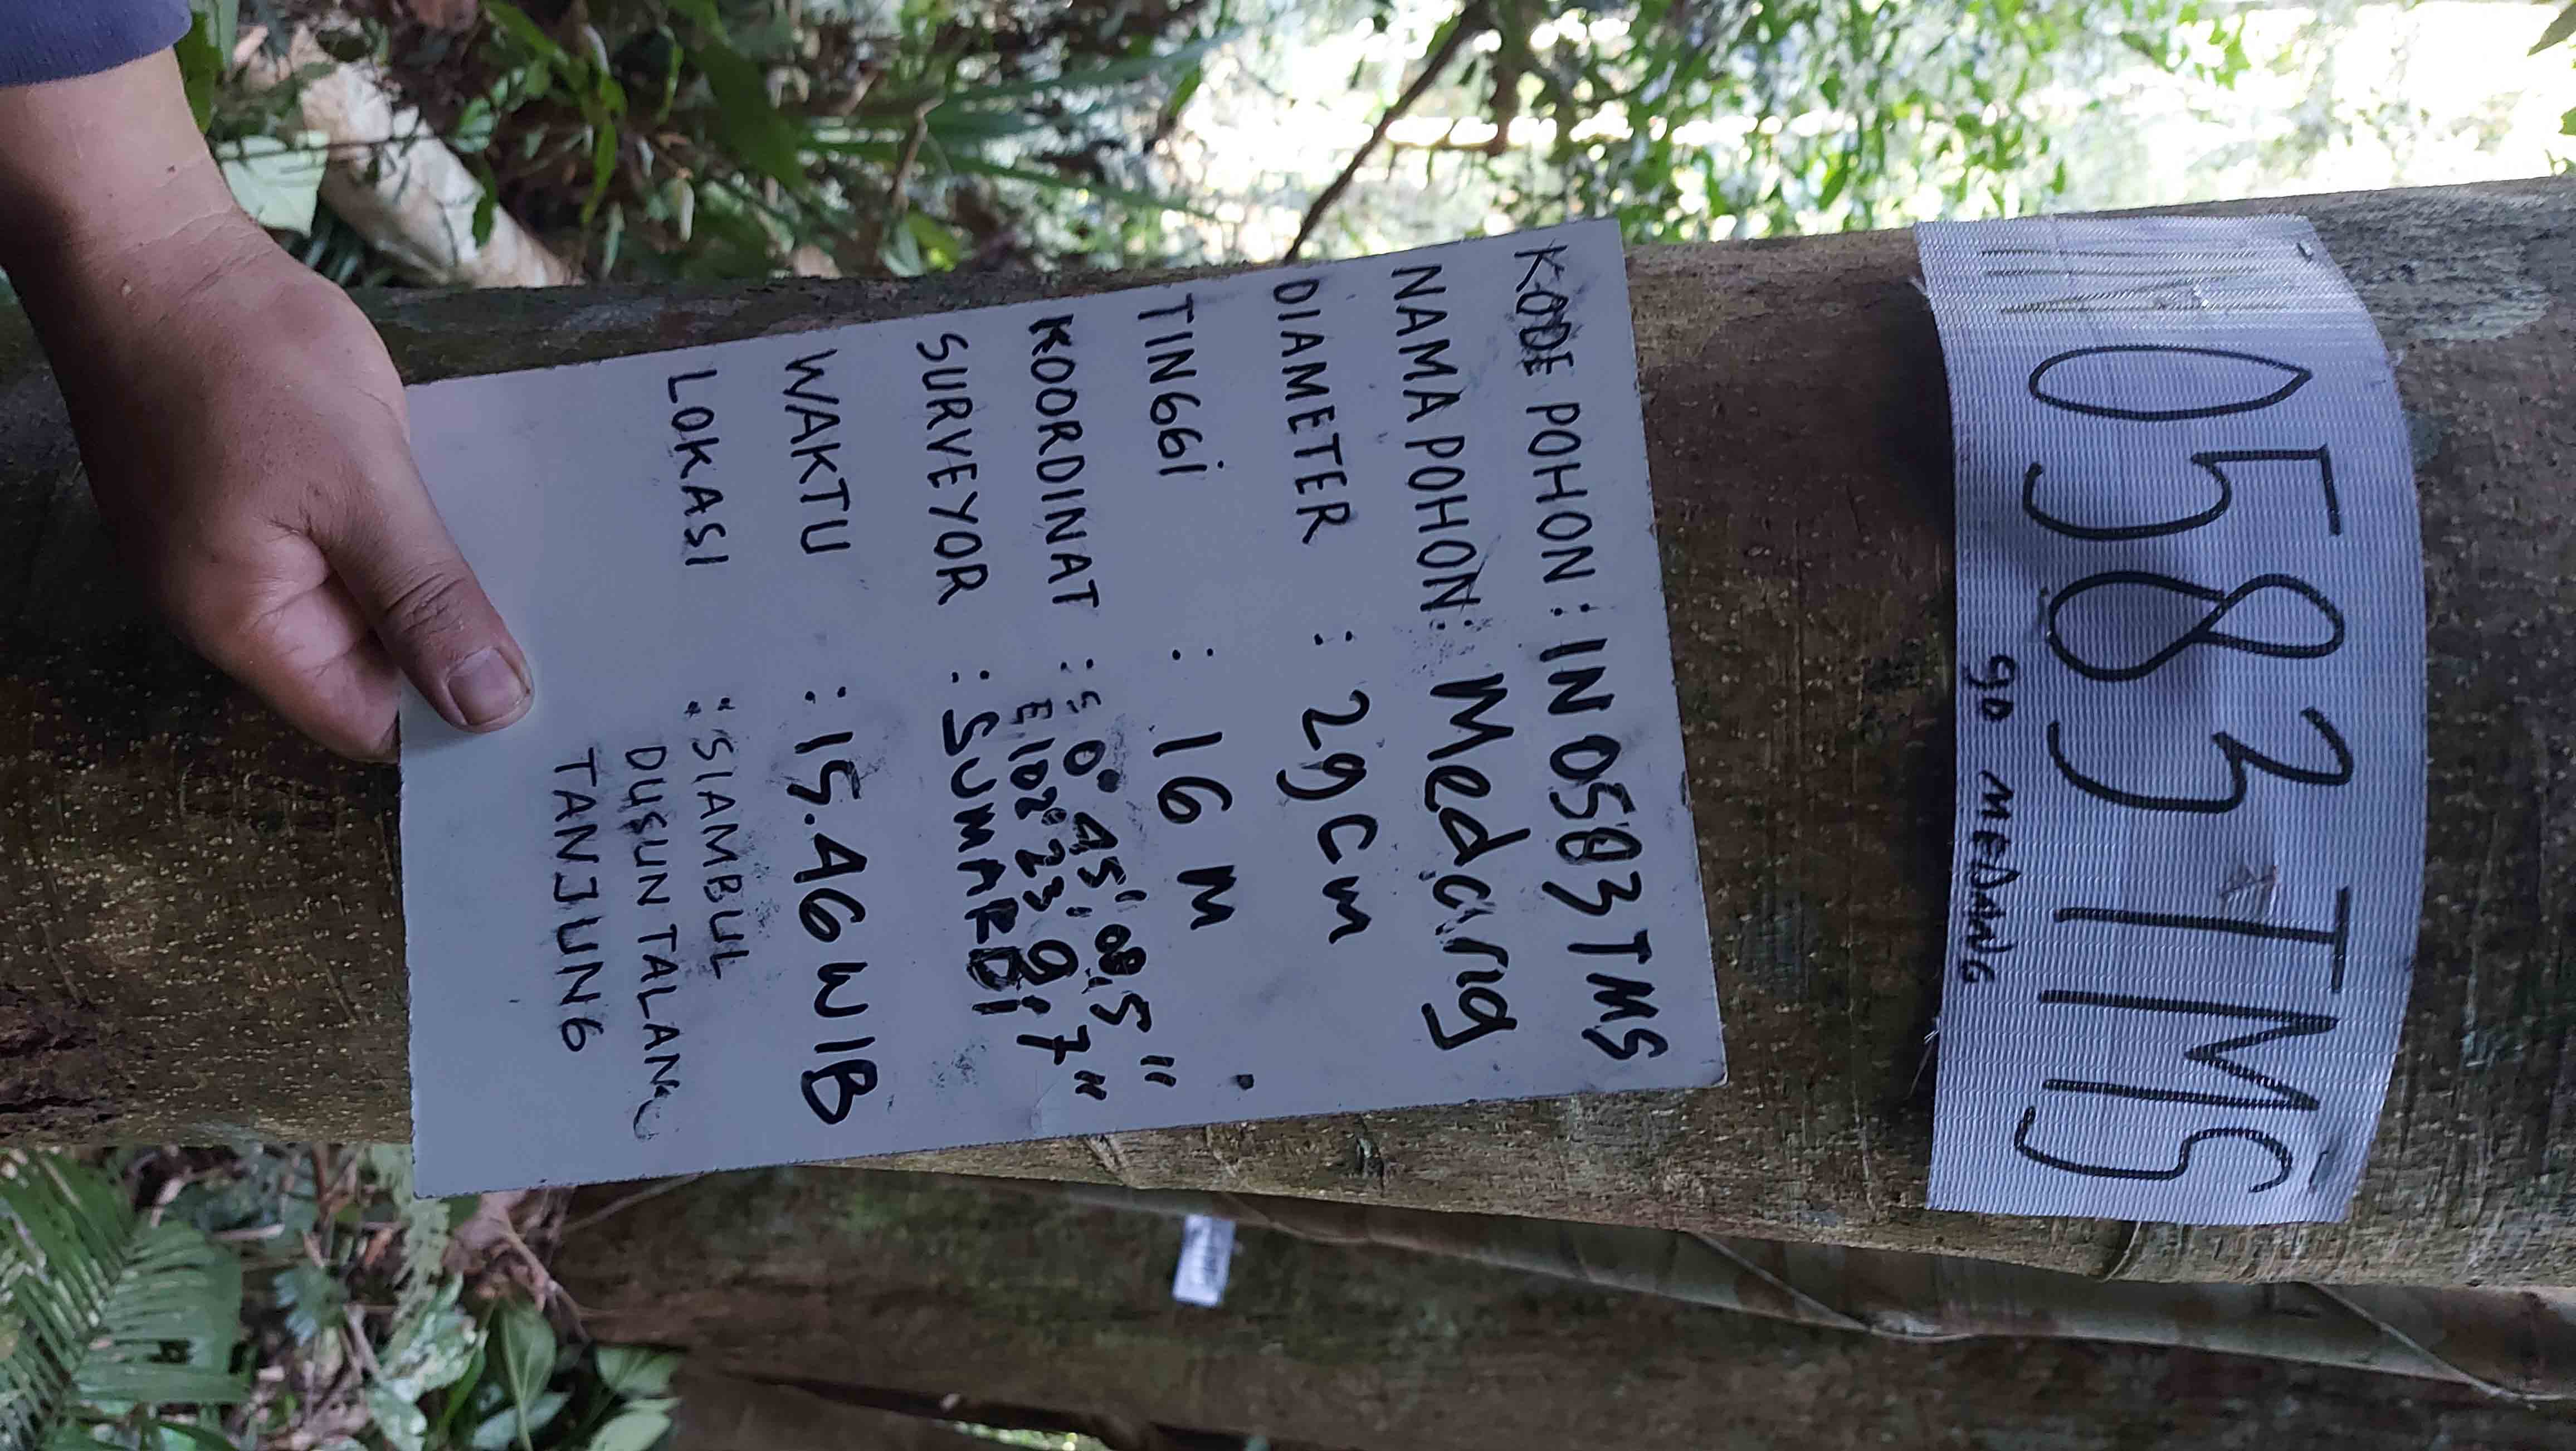 IN 0583 TMS
90 MEDANG
KODE POHON : IN 0583 TMS
NAMA POHON : Medang
DIAMETER : 29 Cm
TINGGi : 16 M
KOORDINAT : S 0° 45' 08,5"
E 102° 23 9.7"
SURVEYOR : SUMARDi
WAKTU : 15.46 WIB
LOKASI : SIAMBUL
DUSUN TALANG
TANJUNG